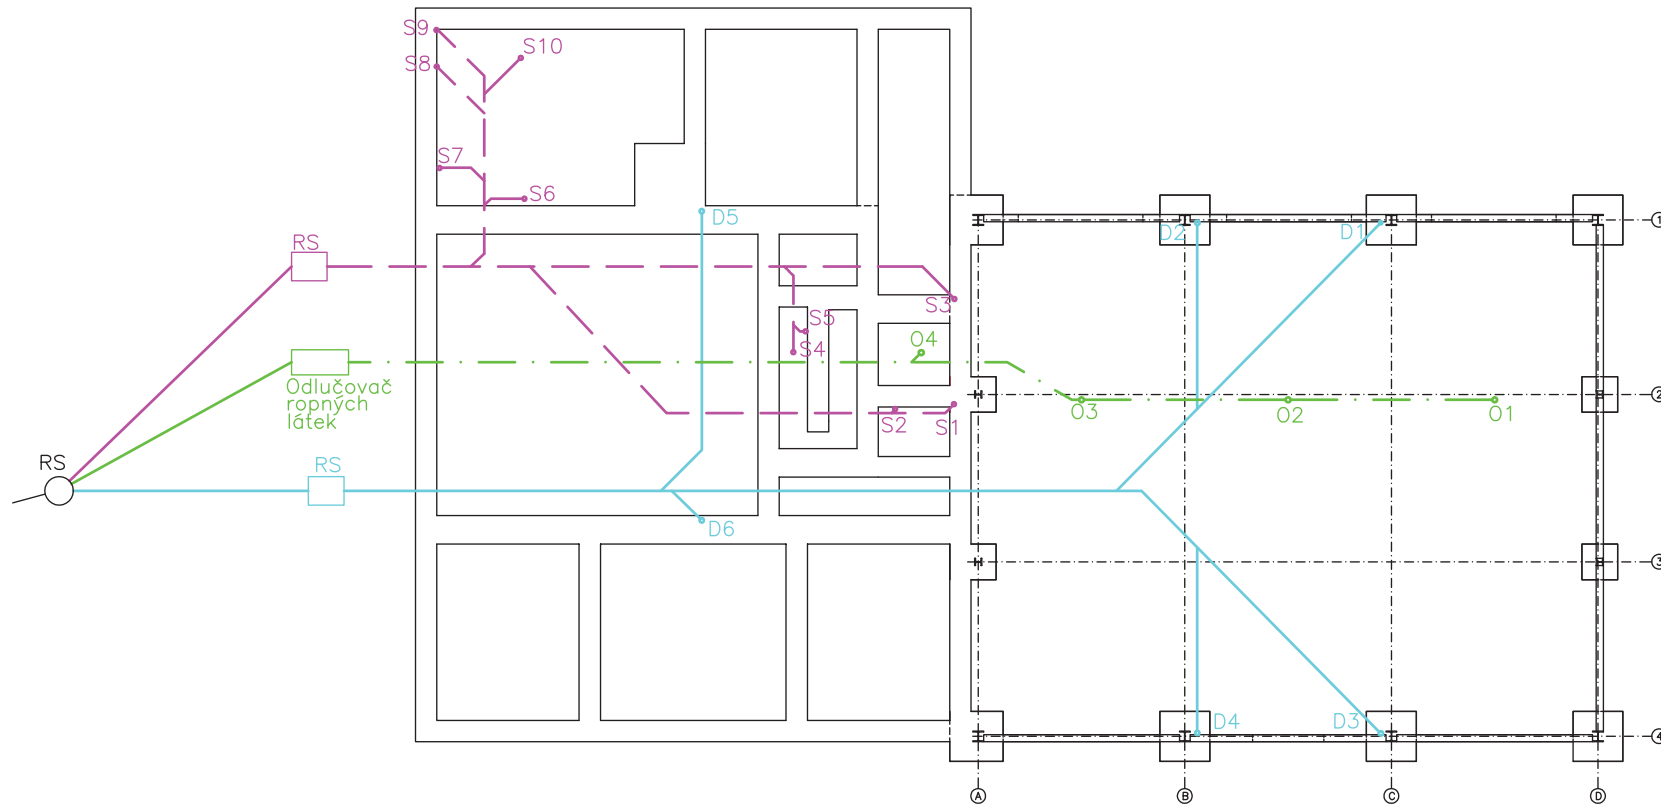 S9
S10
S8
S7
S6
D5
D2
D1
1
RS
S3
S5
O4
S4
Odlučovač
ropných
látek
2
O3
O2
O1
S2
S1
RS
RS
D6
3
D4
D3
4
A
B
C
D